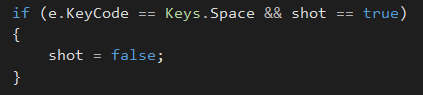 if (e.KeyCode == Keys.Space && shot == true)
{
    shot = false;
}